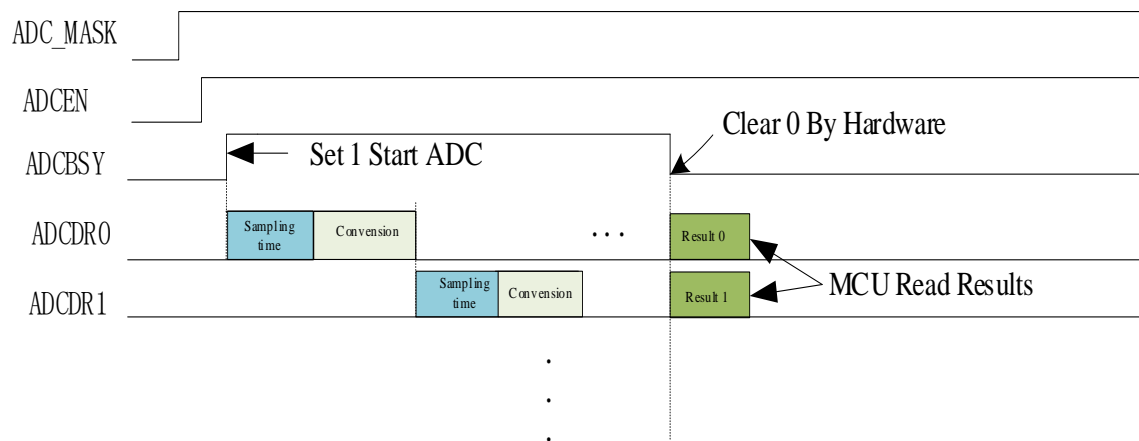 ADC_MASK
ADCEN
Clear 0 By Hardware
ADCBSY
Set 1 Start ADC
ADCDR0
Sampling
time
Convension
...
Result 0
MCU Read Results
ADCDR1
Sampling
time
Convension
Result 1
.
.
.